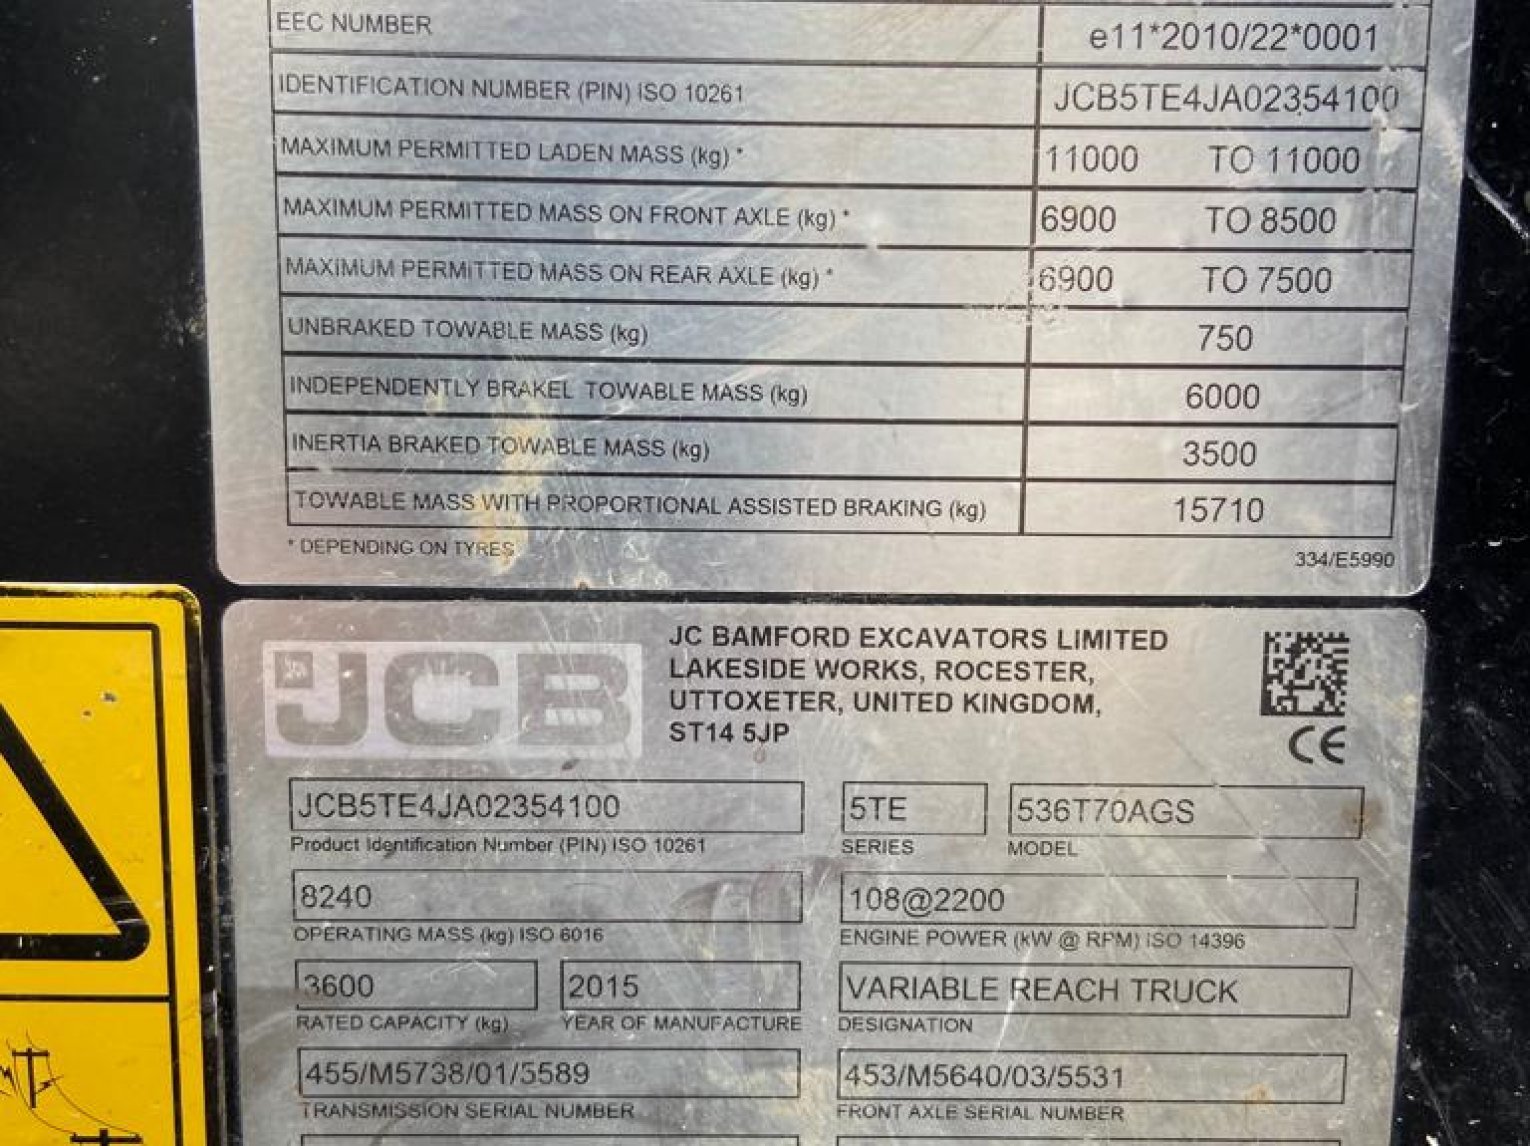 EEC NUMBER e11*2010/22*0001
IDENTIFICATION NUMBER (PIN) ISO 10261 JCB5TE4JA02354100
MAXIMUM PERMITTED LADEN MASS (kg) * 11000 TO 11000
MAXIMUM PERMITTED MASS ON FRONT AXLE (kg) * 6900 TO 8500
MAXIMUM PERMITTED MASS ON REAR AXLE (kg) * 6900 TO 7500
UNBRAKED TOWABLE MASS (kg) 750
INDEPENDENTLY BRAKEL TOWABLE MASS (kg) 6000
INERTIA BRAKED TOWABLE MASS (kg) 3500
TOWABLE MASS WITH PROPORTIONAL ASSISTED BRAKING (kg) 15710
* DEPENDING ON TYRES 334/E5990
JCB
JC BAMFORD EXCAVATORS LIMITED
LAKESIDE WORKS, ROCESTER,
UTTOXETER, UNITED KINGDOM,
ST14 5JP
CE
JCB5TE4JA02354100 5TE 536T70AGS
Product Identification Number (PIN) ISO 10261 SERIES MODEL
8240 108@2200
OPERATING MASS (kg) ISO 6016 ENGINE POWER (kW @ RPM) ISO 14396
3600 2015 VARIABLE REACH TRUCK
RATED CAPACITY (kg) YEAR OF MANUFACTURE DESIGNATION
455/M5738/01/5589 453/M5640/03/5531
TRANSMISSION SERIAL NUMBER FRONT AXLE SERIAL NUMBER